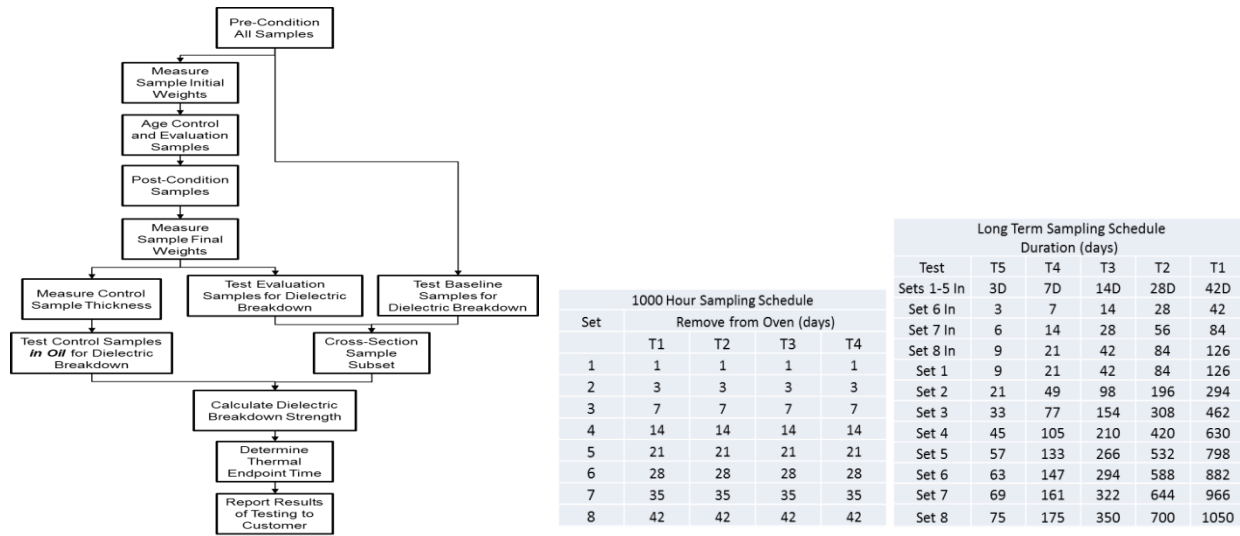 Pre-Condition
All Samples
Measure
Sample Initial
Weights
Age Control
and Evaluation
Samples
Post-Condition
Samples
Measure
Sample Final
Weights
Measure Control
Sample Thickness
Test Evaluation
Samples for Dielectric
Breakdown
Test Baseline
Samples for
Dielectric Breakdown
Test Control Samples
in Oil for Dielectric
Breakdown
Cross-Section
Sample
Subset
Calculate Dielectric
Breakdown Strength
Determine
Thermal
Endpoint Time
Report Results
of Testing to
Customer
1000 Hour Sampling Schedule
Set Remove from Oven (days)
T1 T2 T3 T4
1 1 1 1 1
2 3 3 3 3
3 7 7 7 7
4 14 14 14 14
5 21 21 21 21
6 28 28 28 28
7 35 35 35 35
8 42 42 42 42
Long Term Sampling Schedule
Duration (days)
Test T5 T4 T3 T2 T1
Sets 1-5 In 3D 7D 14D 28D 42D
Set 6 In 3 7 14 28 42
Set 7 In 6 14 28 56 84
Set 8 In 9 21 42 84 126
Set 1 9 21 42 84 126
Set 2 21 49 98 196 294
Set 3 33 77 154 308 462
Set 4 45 105 210 420 630
Set 5 57 133 266 532 798
Set 6 63 147 294 588 882
Set 7 69 161 322 644 966
Set 8 75 175 350 700 1050